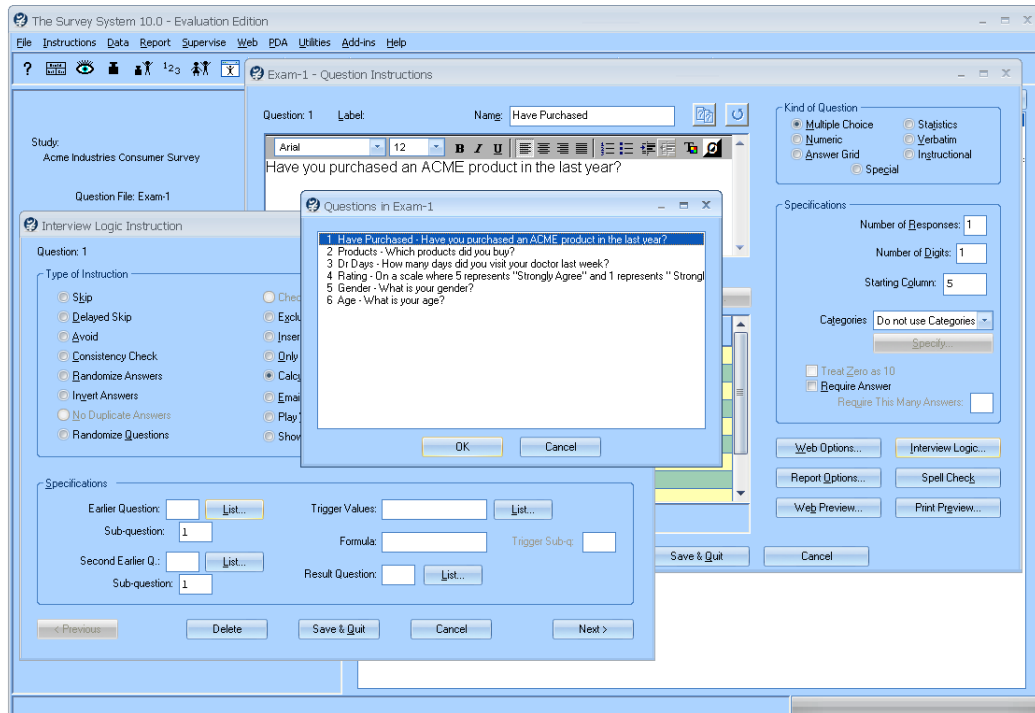 The Survey System 10.0 - Evaluation Edition
File Instructions Data Report Supervise Web PDA Utilities Add-ins Help
Exam-1 - Question Instructions
Question: 1 Label: Name: Have Purchased
Arial 12 B I U
Have you purchased an ACME product in the last year?
Study:
Acme Industries Consumer Survey
Question File: Exam-1
Kind of Question
Multiple Choice Statistics
Numeric Verbatim
Answer Grid Instructional
Special
Specifications
Number of Responses: 1
Number of Digits: 1
Starting Column: 5
Categories Do not use Categories
Specify...
Treat Zero as 10
Require Answer
Require This Many Answers:
Web Options... Interview Logic...
Report Options... Spell Check
Web Preview... Print Preview...
Save & Quit Cancel
Interview Logic Instruction
Question: 1
Type of Instruction
Skip
Delayed Skip
Avoid
Consistency Check
Randomize Answers
Invert Answers
No Duplicate Answers
Randomize Questions
Chec
Exclu
Inser
Only
Calcu
Emai
Play
Show
Specifications
Earlier Question: List... Trigger Values: List...
Sub-question: 1
Formula: Trigger Sub-q:
Second Earlier Q.: List...
Result Question: List...
Sub-question: 1
< Previous Delete Save & Quit Cancel Next >
Questions in Exam-1
1 Have Purchased - Have you purchased an ACME product in the last year?
2 Products - Which products did you buy?
3 Dr Days - How many days did you visit your doctor last week?
4 Rating - On a scale where 5 represents "Strongly Agree" and 1 represents " Strongl
5 Gender - What is your gender?
6 Age - What is your age?
OK Cancel